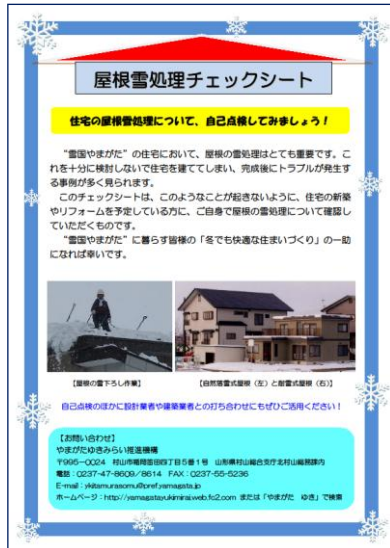 屋根雪処理チェックシート
住宅の屋根雪処理について、自己点検してみましょう！
“雪国やまがた”の住宅において、屋根の雪処理はとても重要です。こ
れを十分に検討しないで住宅を建ててしまい、完成後にトラブルが発生す
る事例が多く見られます。
このチェックシートは、このようなことが起きないように、住宅の新築
やリフォームを予定している方に、ご自身で屋根の雪処理について確認し
ていただくものです。
“雪国やまがた”に暮らす皆様の「冬でも快適な住まいづくり」の一助
になれば幸いです。
【屋根の雪下ろし作業】
【自然落雪式屋根（左）と耐雪式屋根（右）】
自己点検のほかに設計業者や建築業者との打ち合わせにもぜひご活用ください！
【お問い合わせ】
やまがたゆきみらい推進機構
〒995-0024 村山市楯岡笛田四丁目5番1号 山形県村山総合支庁北村山総務課内
電話：0237-47-8609／8614 FAX：0237-55-5236
E-mail：ykitamurasomu@pref.yamagata.jp
ホームページ：http://yamagatayukimirai.web.fc2.com または「やまがた ゆき」で検索